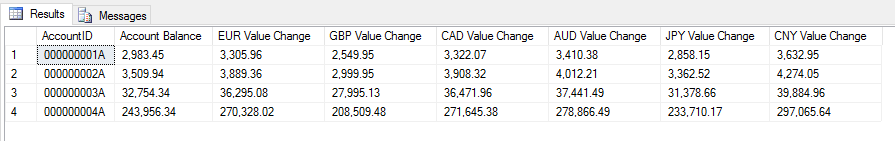 Results Messages
AccountID Account Balance EUR Value Change GBP Value Change CAD Value Change AUD Value Change JPY Value Change CNY Value Change
1 000000001A 2,983.45 3,305.96 2,549.95 3,322.07 3,410.38 2,858.15 3,632.95
2 000000002A 3,509.94 3,889.36 2,999.95 3,908.32 4,012.21 3,362.52 4,274.05
3 000000003A 32,754.34 36,295.08 27,995.13 36,471.96 37,441.49 31,378.66 39,884.96
4 000000004A 243,956.34 270,328.02 208,509.48 271,645.38 278,866.49 233,710.17 297,065.64